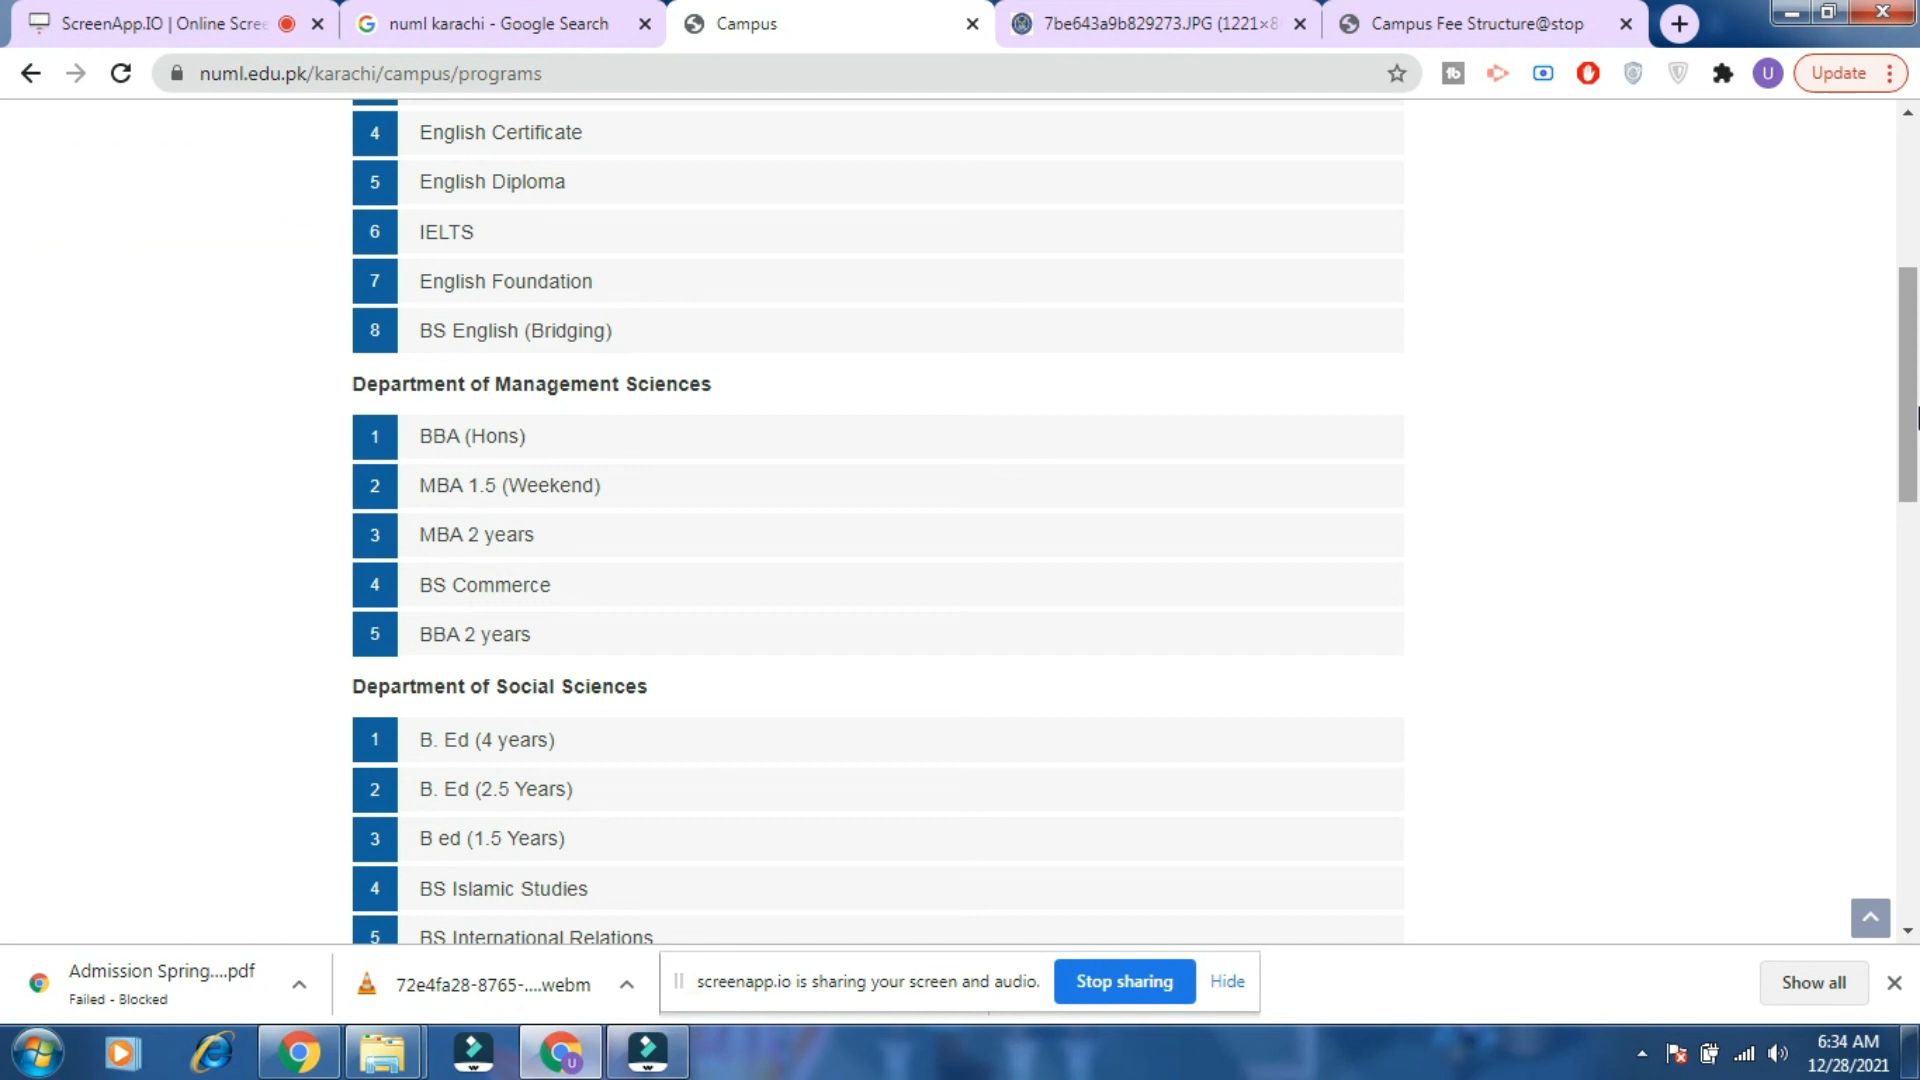 ScreenApp.IO | Online Scree
numl karachi - Google Search
Campus
7be643a9b829273.JPG (1221×8
Campus Fee Structure@stop
numl.edu.pk/karachi/campus/programs
U
Update
4 English Certificate
5 English Diploma
6 IELTS
7 English Foundation
8 BS English (Bridging)
Department of Management Sciences
1 BBA (Hons)
2 MBA 1.5 (Weekend)
3 MBA 2 years
4 BS Commerce
5 BBA 2 years
Department of Social Sciences
1 B. Ed (4 years)
2 B. Ed (2.5 Years)
3 B ed (1.5 Years)
4 BS Islamic Studies
5 BS International Relations
Admission Spring....pdf
Failed - Blocked
72e4fa28-8765-....webm
screenapp.io is sharing your screen and audio.
Stop sharing
Hide
Show all
6:34 AM
12/28/2021